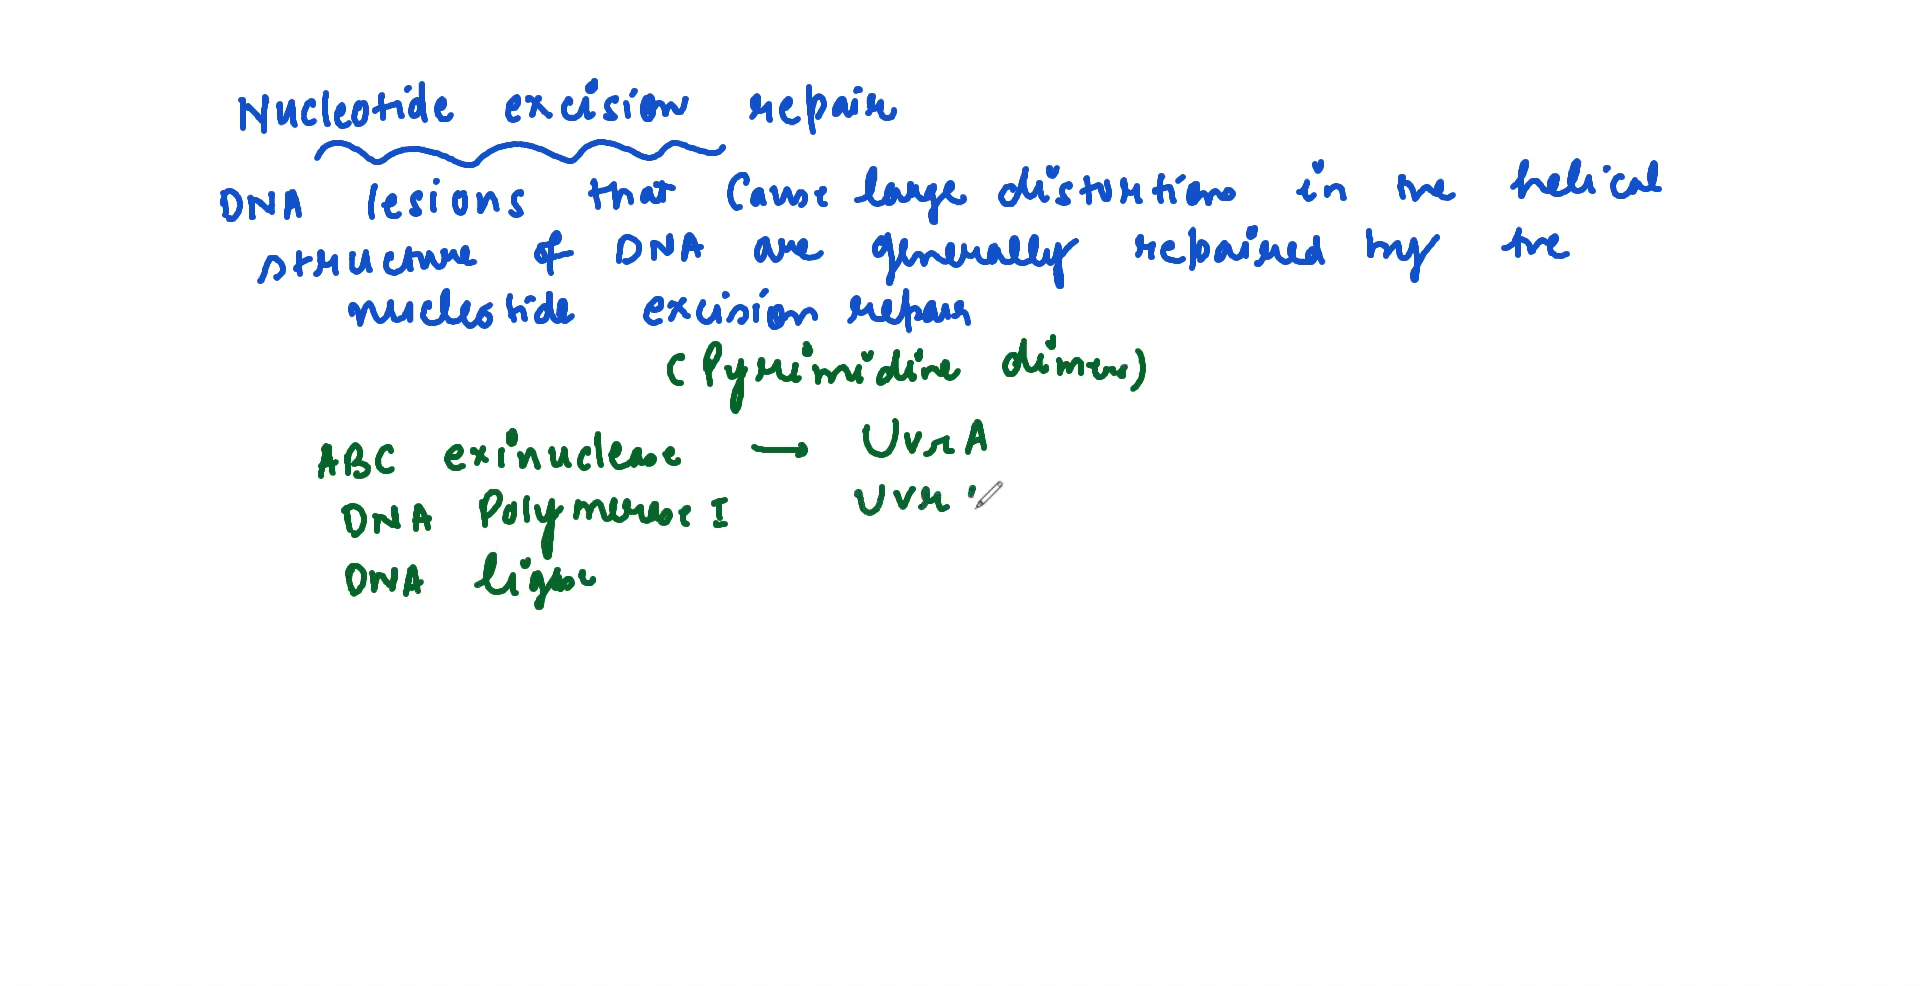 Nucleotide excision repair
DNA lesions that cause large distortions in the helical
structure of DNA are generally repaired by the
nucleotide excision repair
(Pyrimidine dimers)
ABC exinuclease → UvrA
DNA Polymerase I Uvr
DNA ligase